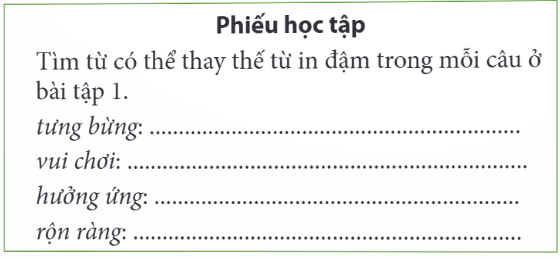 Phiếu học tập
Tìm từ có thể thay thế từ in đậm trong mỗi câu ở
bài tập 1.
tưng bừng: ................................................................
vui chơi: ....................................................................
hưởng ứng: ..............................................................
rộn ràng: ...................................................................